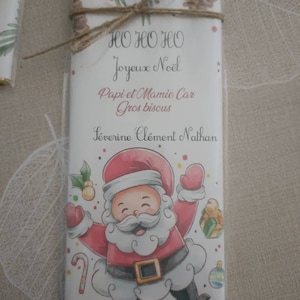 HO HO HO
Joyeux Noël
Papi et Mamie Car
Gros bisous
Séverine Clément Nathan